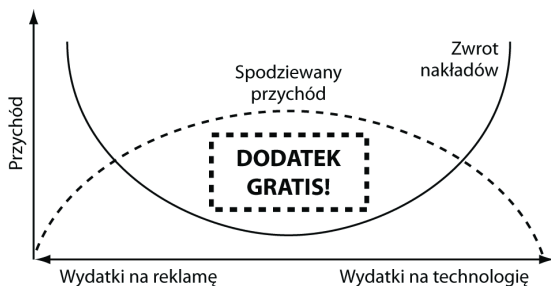 Zwrot
nakładów
Spodziewany
przychód
Przychód
DODATEK
GRATIS!
Wydatki na reklamę
Wydatki na technologię